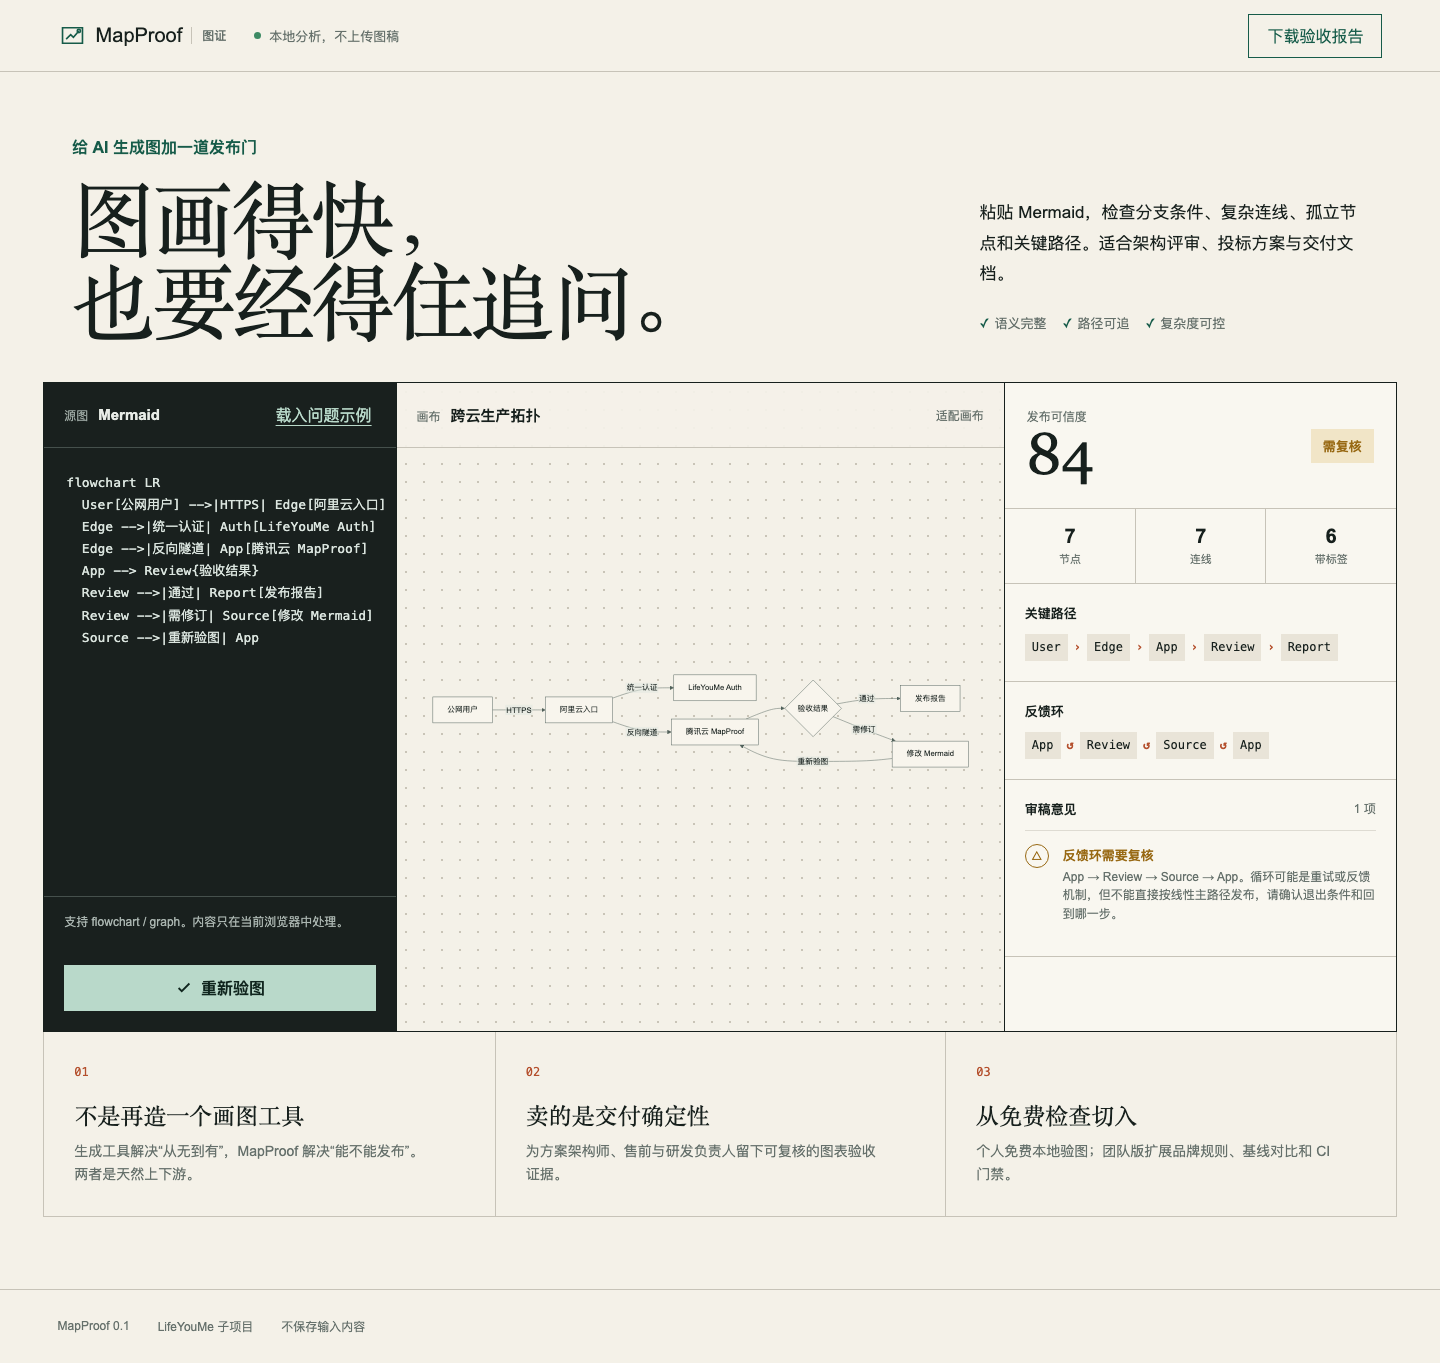 MapProof 图证 本地分析，不上传图稿 下载验收报告
给 AI 生成图加一道发布门
图画得快，
也要经得住追问。
粘贴 Mermaid，检查分支条件、复杂连线、孤立节
点和关键路径。适合架构评审、投标方案与交付文
档。
✓ 语义完整 ✓ 路径可追 ✓ 复杂度可控
源图 Mermaid 载入问题示例
flowchart LR
User[公网用户] -->|HTTPS| Edge[阿里云入口]
Edge -->|统一认证| Auth[LifeYouMe Auth]
Edge -->|反向隧道| App[腾讯云 MapProof]
App --> Review{验收结果}
Review -->|通过| Report[发布报告]
Review -->|需修订| Source[修改 Mermaid]
Source -->|重新验图| App
支持 flowchart / graph。内容只在当前浏览器中处理。
重新验图
画布 跨云生产拓扑 适配画布
公网用户
HTTPS
阿里云入口
统一认证
LifeYouMe Auth
反向隧道
腾讯云 MapProof
验收结果
通过
发布报告
需修订
修改 Mermaid
重新验图
发布可信度
84
需复核
7 7 6
节点 连线 带标签
关键路径
User › Edge › App › Review › Report
反馈环
App ↺ Review ↺ Source ↺ App
审稿意见 1 项
反馈环需要复核
App → Review → Source → App。循环可能是重试或反馈
机制，但不能直接按线性主路径发布，请确认退出条件和回
到哪一步。
01
不是再造一个画图工具
生成工具解决“从无到有”，MapProof 解决“能不能发布”。
两者是天然上下游。
02
卖的是交付确定性
为方案架构师、售前与研发负责人留下可复核的图表验收
证据。
03
从免费检查切入
个人免费本地验图；团队版扩展品牌规则、基线对比和 CI
门禁。
MapProof 0.1 LifeYouMe 子项目 不保存输入内容